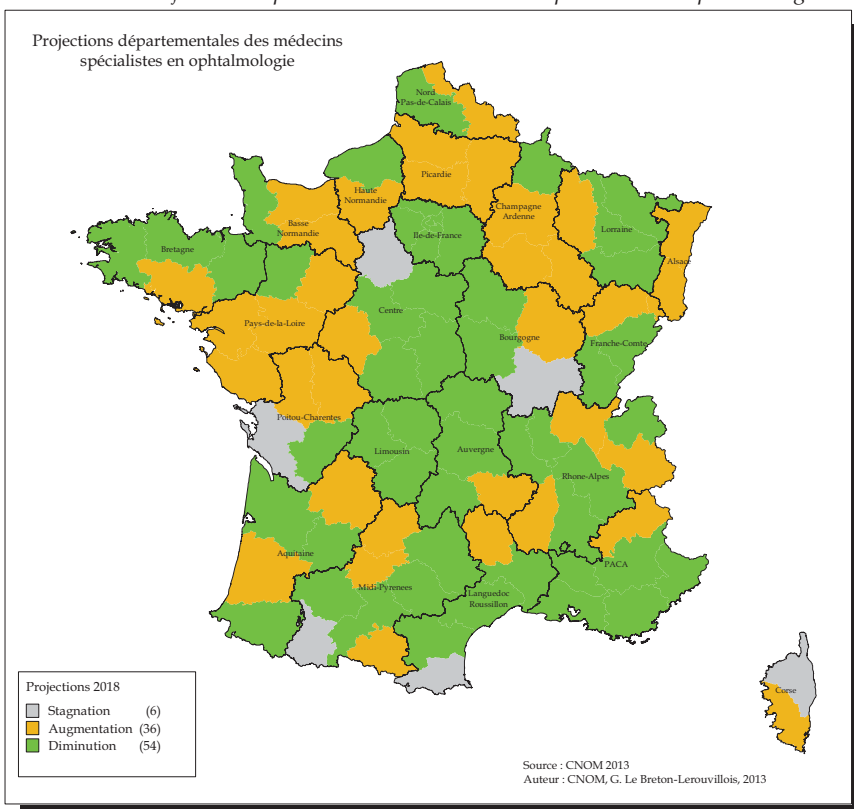 Projections départementales des médecins
spécialistes en ophtalmologie
Nord
Pas-de-Calais
Picardie
Haute
Normandie
Champagne
Ardenne
Basse
Normandie
Ile-de-France
Lorraine
Bretagne
Alsace
Pays-de-la-Loire
Centre
Bourgogne
Franche-Comte
Poitou-Charentes
Limousin
Auvergne
Rhone-Alpes
Aquitaine
PACA
Midi-Pyrenees
Languedoc
Roussillon
Corse
Projections 2018
Stagnation (6)
Augmentation (36)
Diminution (54)
Source : CNOM 2013
Auteur : CNOM, G. Le Breton-Lerouvillois, 2013